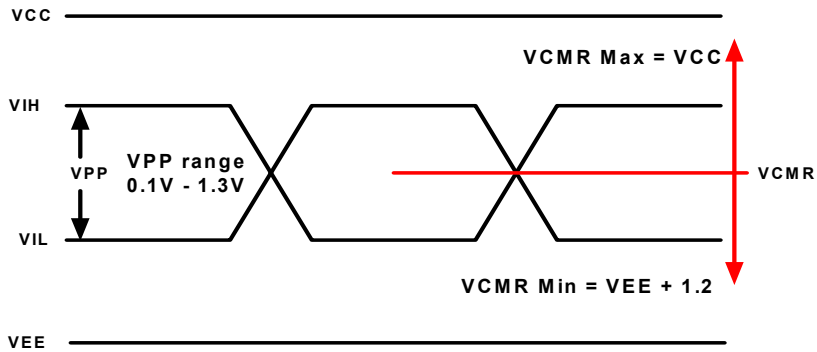 VCC
VCMR Max = VCC
VIH
VPP
VPP range
0.1V - 1.3V
VCMR
VIL
VCMR Min = VEE + 1.2
VEE